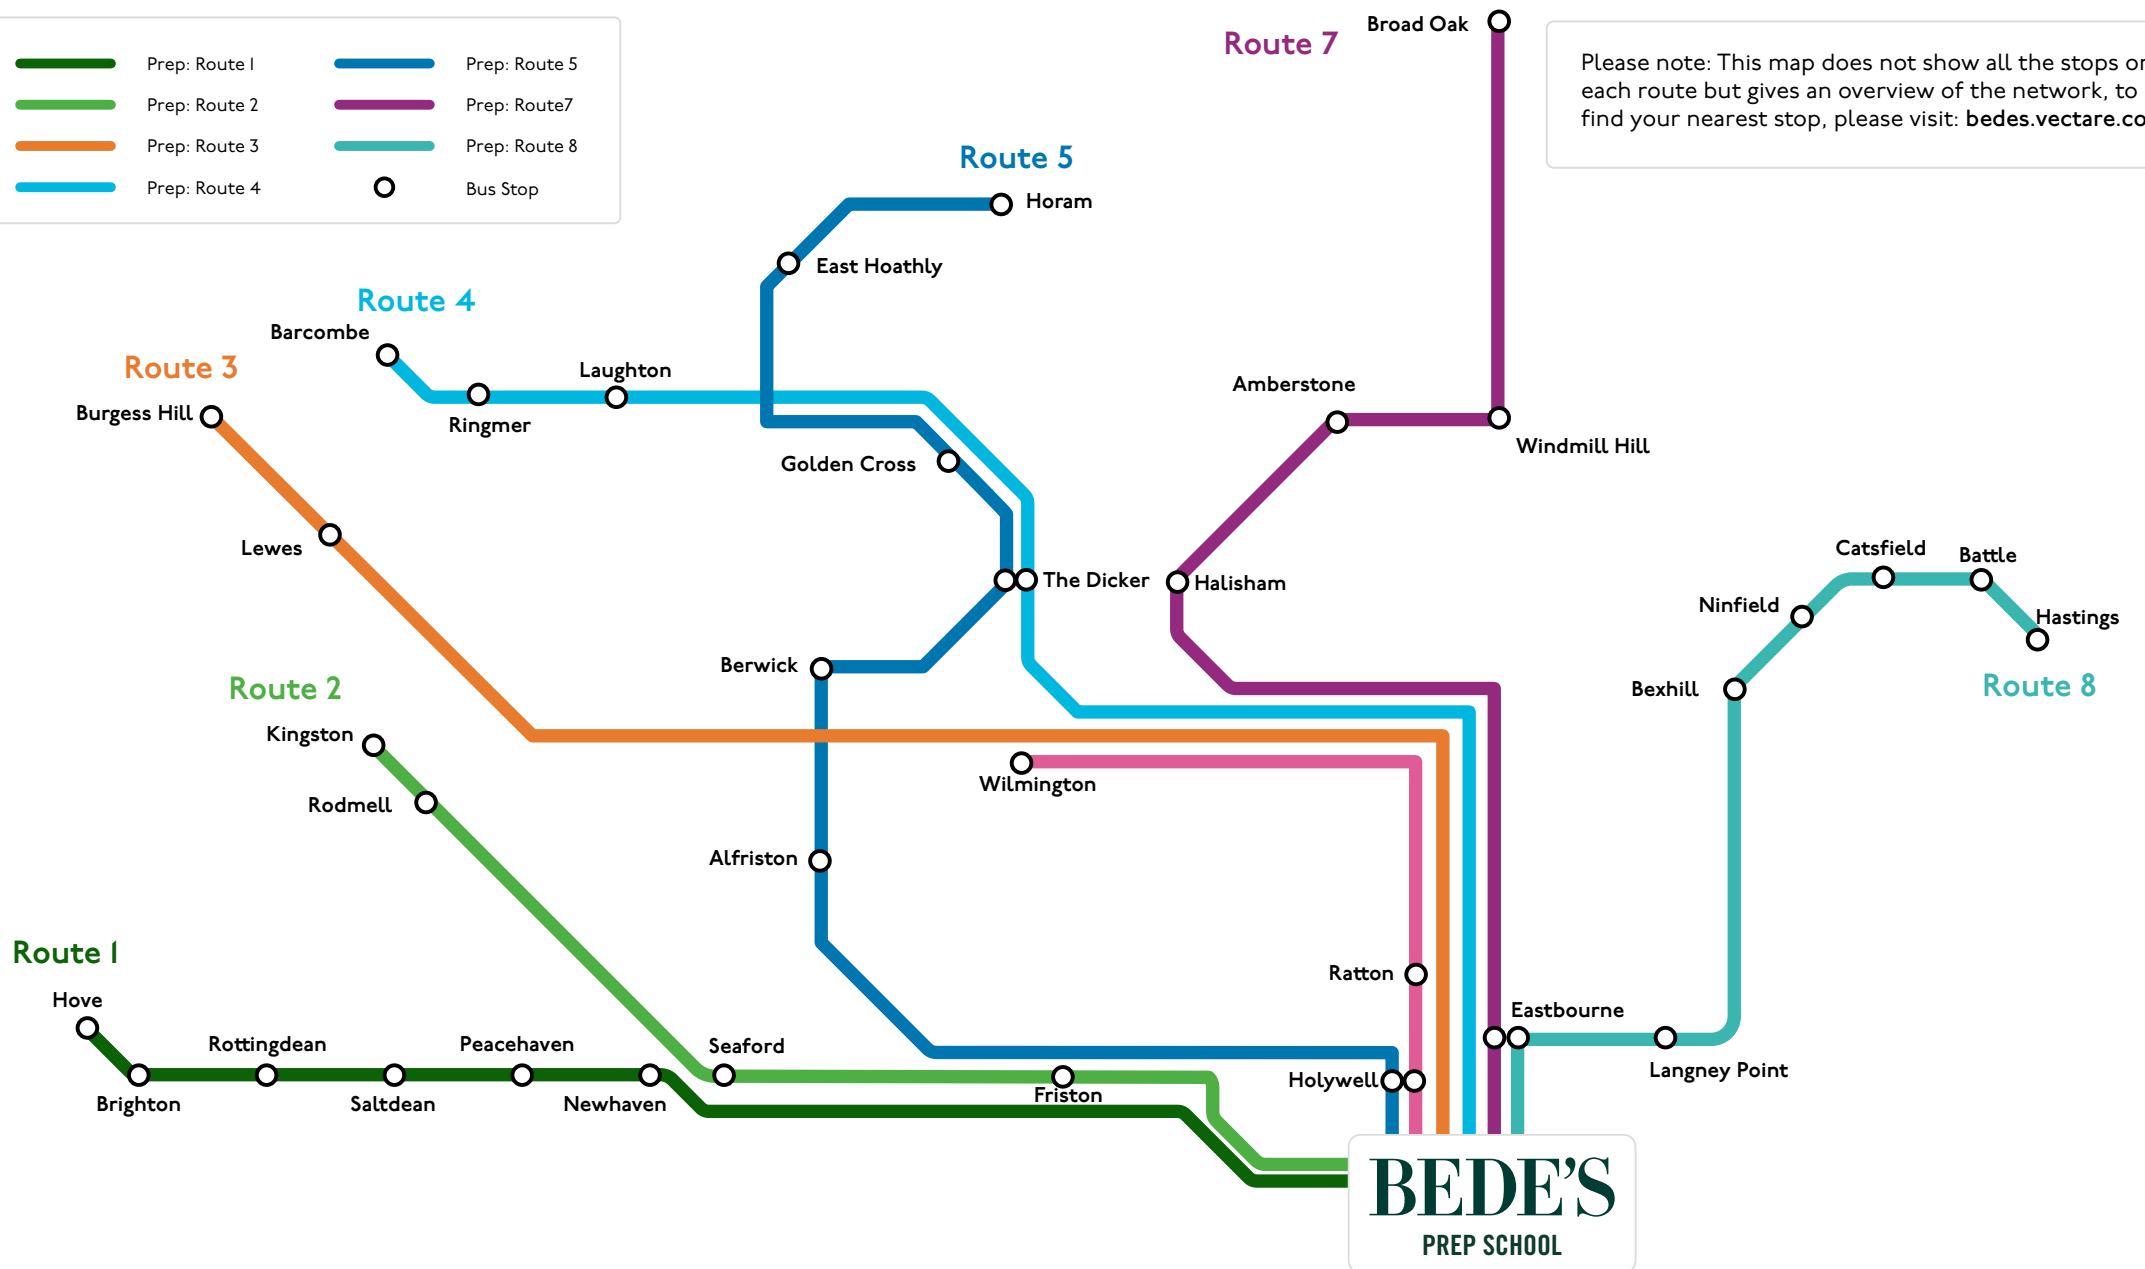 Prep: Route 1
Prep: Route 2
Prep: Route 3
Prep: Route 4
Prep: Route 5
Prep: Route7
Prep: Route 8
Bus Stop
Route 7
Broad Oak
Please note: This map does not show all the stops on
each route but gives an overview of the network, to
find your nearest stop, please visit: bedes.vectare.co
Route 5
Horam
East Hoathly
Route 4
Barcombe
Ringmer
Laughton
Route 3
Burgess Hill
Lewes
Golden Cross
Amberstone
Windmill Hill
The Dicker
Halisham
Catsfield
Battle
Ninfield
Hastings
Bexhill
Route 8
Berwick
Route 2
Kingston
Rodmell
Wilmington
Alfriston
Ratton
Route 1
Hove
Eastbourne
Rottingdean
Peacehaven
Seaford
Langney Point
Holywell
Brighton
Saltdean
Newhaven
Friston
BEDE'S
PREP SCHOOL